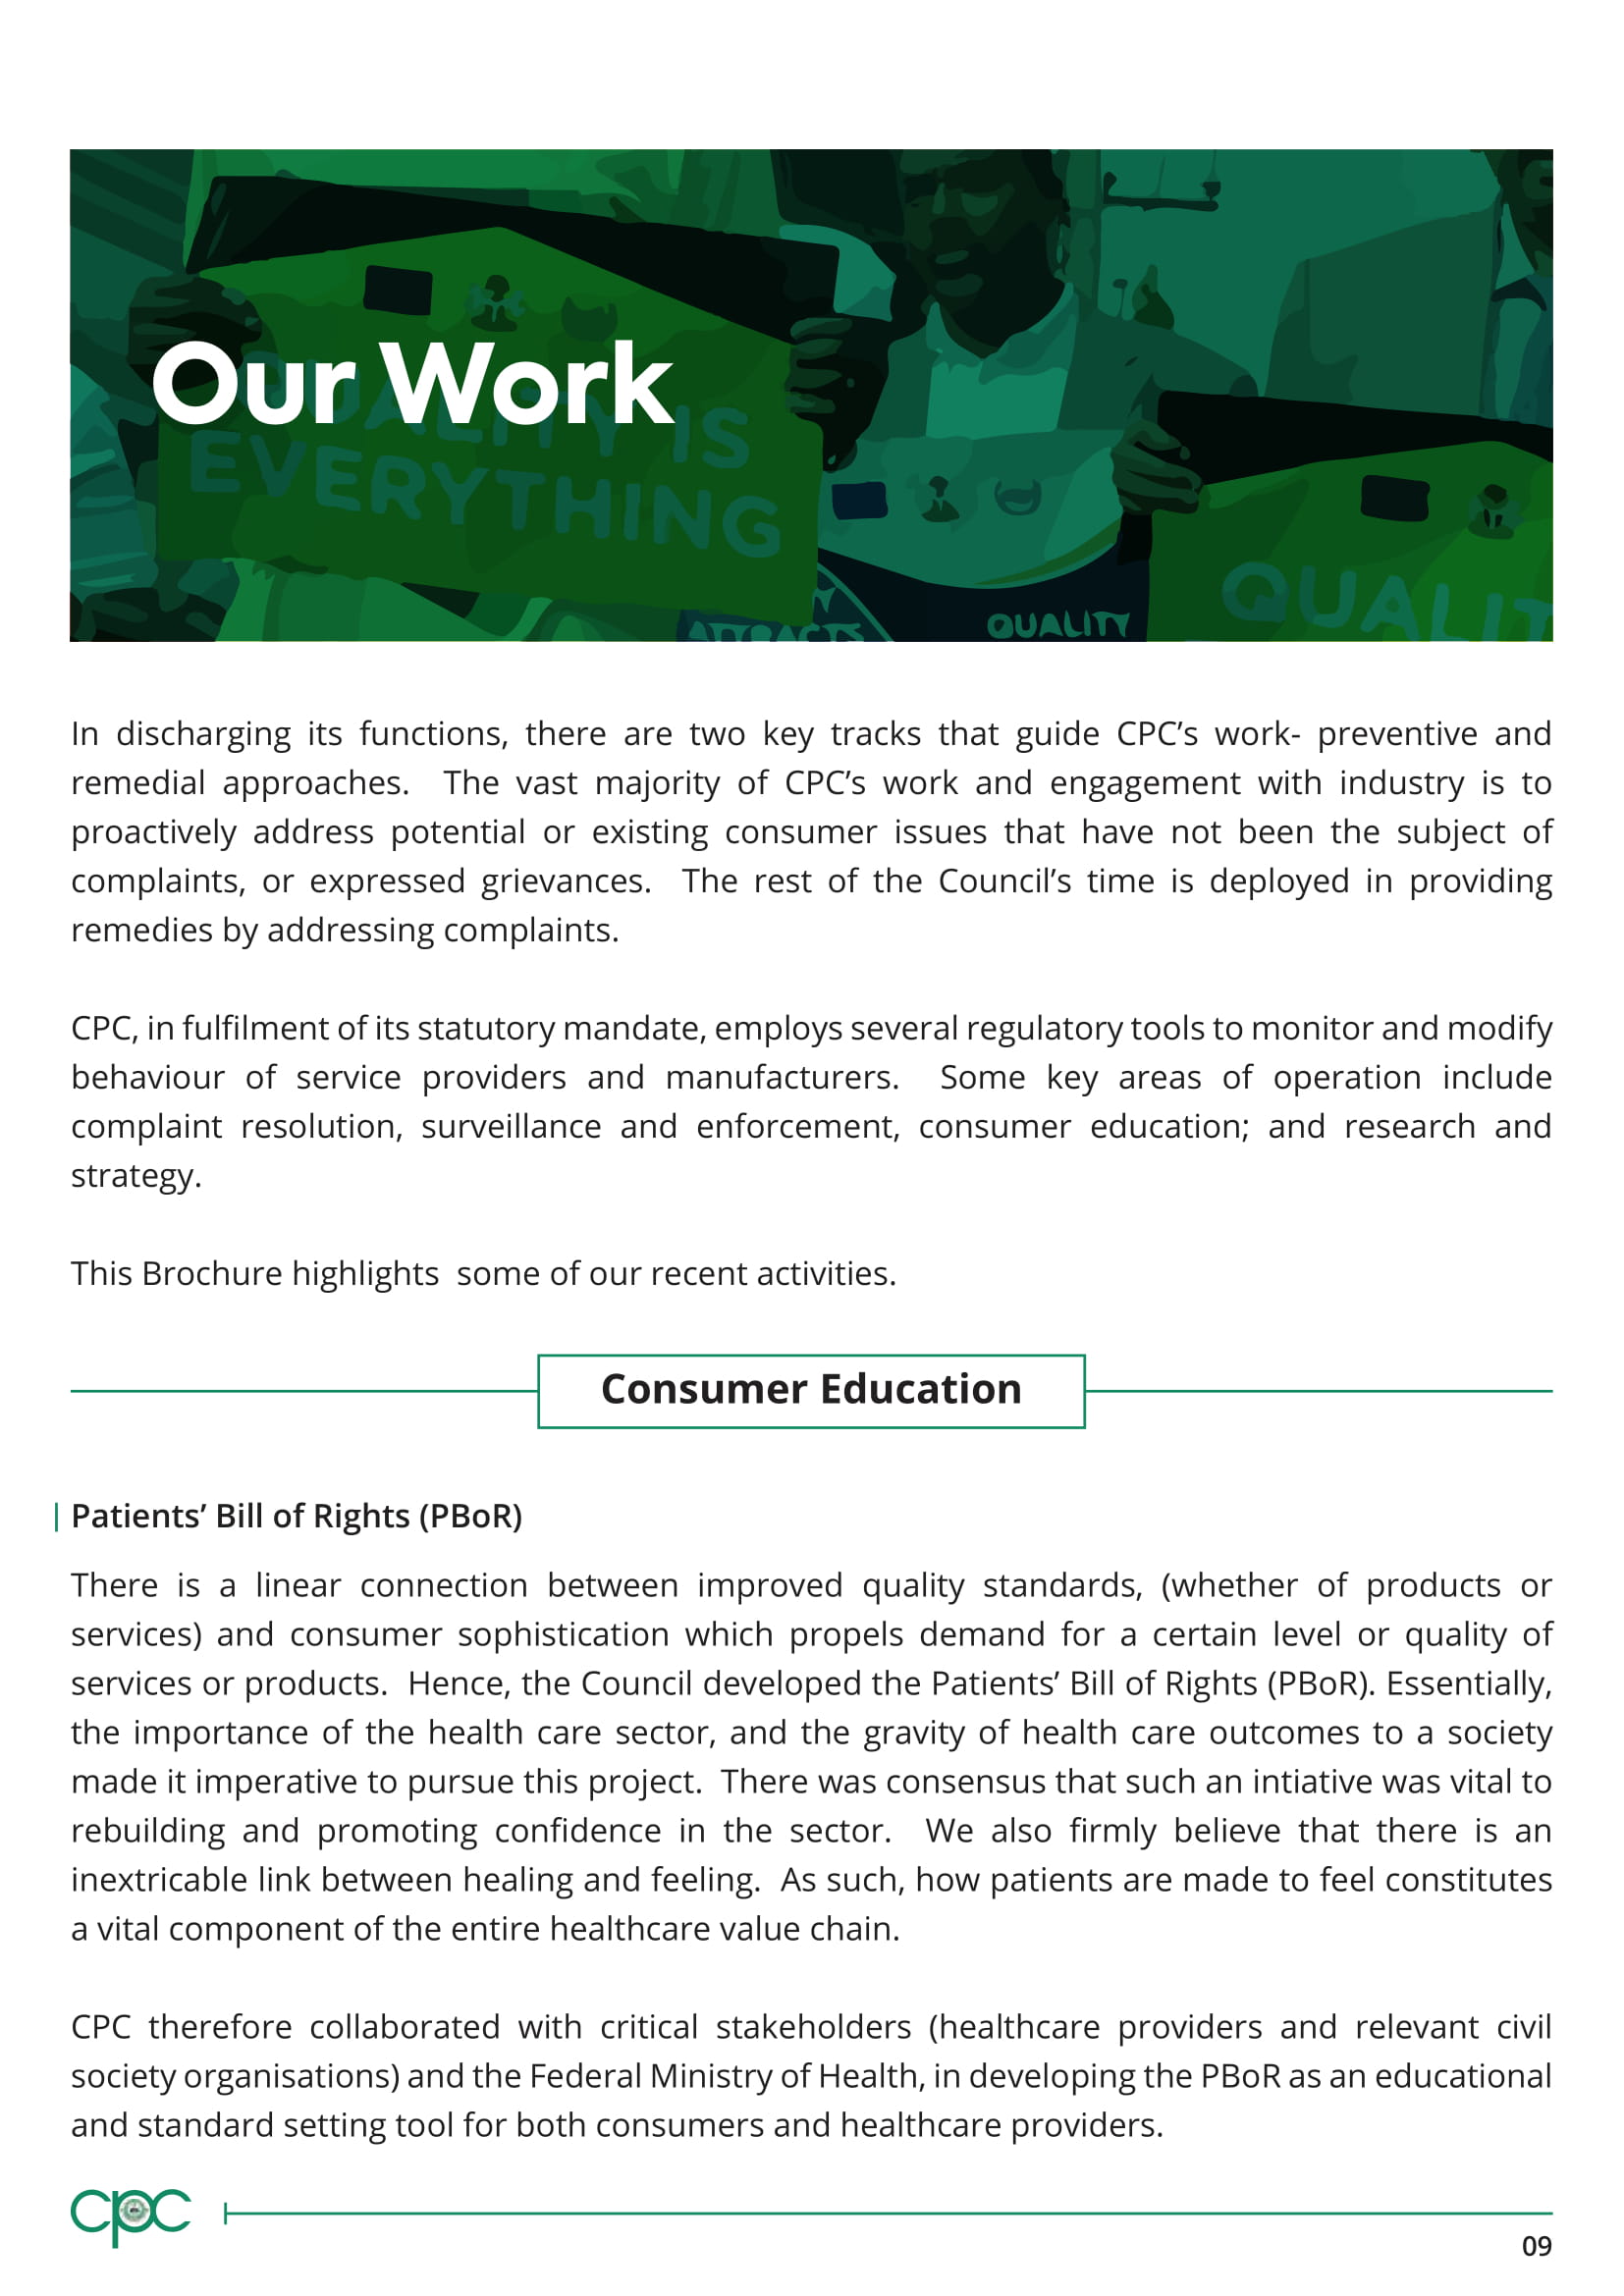 Our Work
QUALITY IS
EVERYTHING
ATTRACTS
QUALITY
QUALIT
In discharging its functions, there are two key tracks that guide CPC’s work- preventive and
remedial approaches.  The vast majority of CPC’s work and engagement with industry is to
proactively address potential or existing consumer issues that have not been the subject of
complaints, or expressed grievances.  The rest of the Council’s time is deployed in providing
remedies by addressing complaints.
CPC, in fulfilment of its statutory mandate, employs several regulatory tools to monitor and modify
behaviour of service providers and manufacturers.  Some key areas of operation include
complaint resolution, surveillance and enforcement, consumer education; and research and
strategy.
This Brochure highlights  some of our recent activities.
Consumer Education
Patients’ Bill of Rights (PBoR)
There is a linear connection between improved quality standards, (whether of products or
services) and consumer sophistication which propels demand for a certain level or quality of
services or products.  Hence, the Council developed the Patients’ Bill of Rights (PBoR). Essentially,
the importance of the health care sector, and the gravity of health care outcomes to a society
made it imperative to pursue this project.  There was consensus that such an intiative was vital to
rebuilding and promoting confidence in the sector.  We also firmly believe that there is an
inextricable link between healing and feeling.  As such, how patients are made to feel constitutes
a vital component of the entire healthcare value chain.
CPC therefore collaborated with critical stakeholders (healthcare providers and relevant civil
society organisations) and the Federal Ministry of Health, in developing the PBoR as an educational
and standard setting tool for both consumers and healthcare providers.
cpc
09